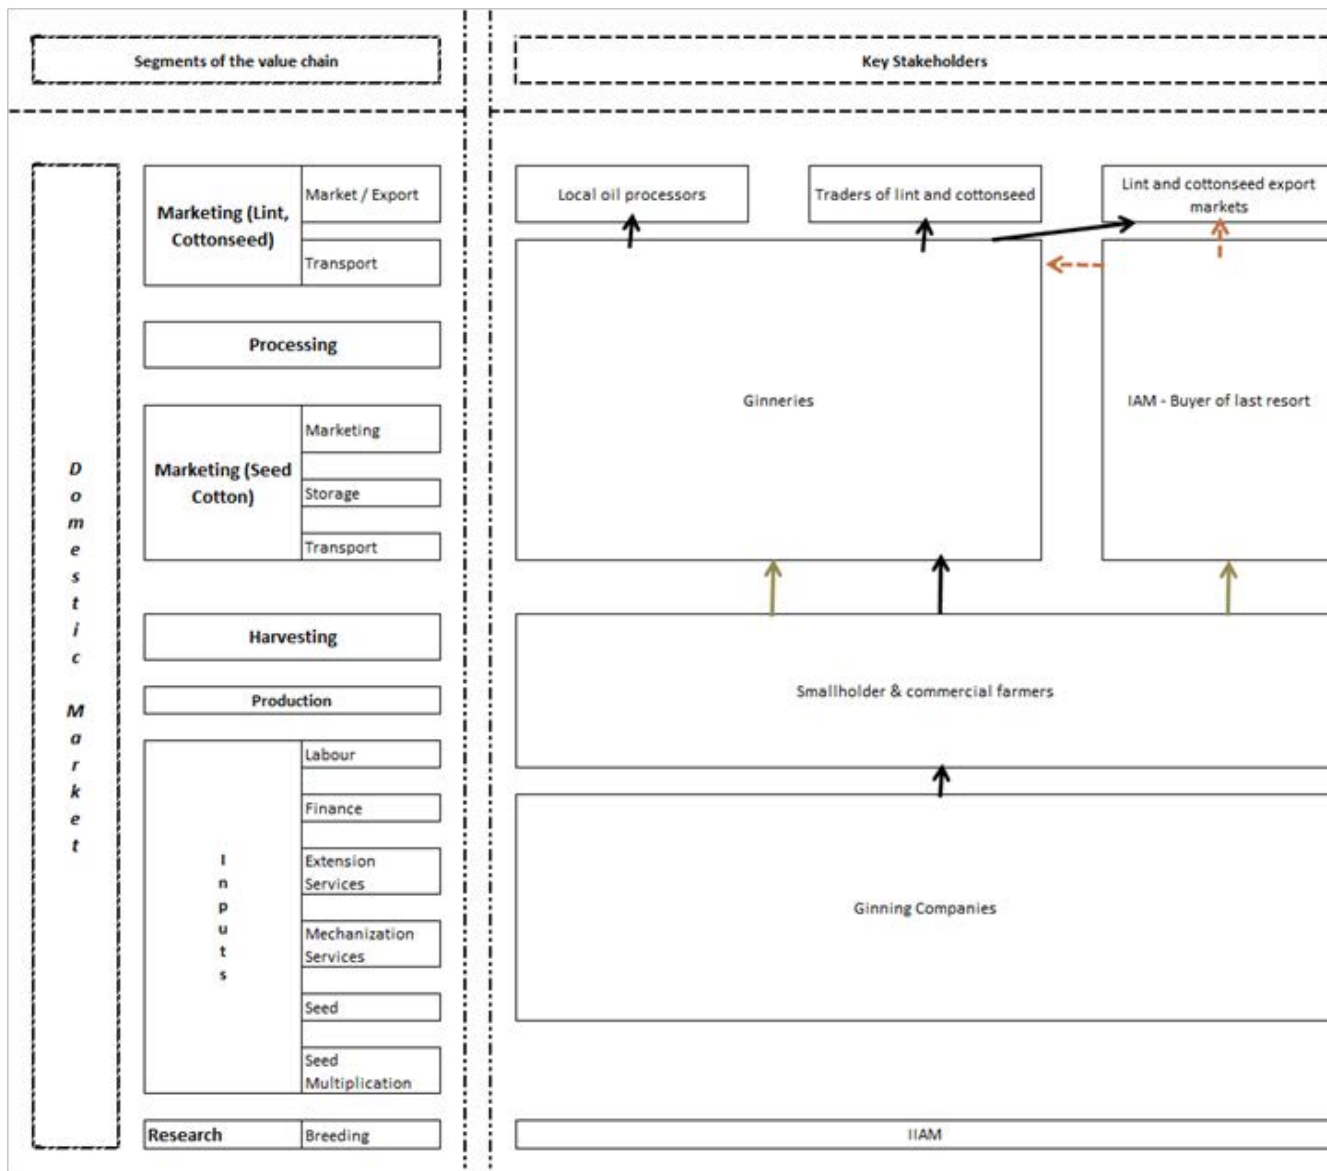 Segments of the value chain
Key Stakeholders
Domestic Market
Marketing (Lint,
Cottonseed)
Market / Export
Transport
Processing
Marketing (Seed
Cotton)
Marketing
Storage
Transport
Harvesting
Production
Inputs
Labour
Finance
Extension
Services
Mechanization
Services
Seed
Seed
Multiplication
Research
Breeding
Local oil processors
Traders of lint and cottonseed
Lint and cottonseed export
markets
Ginneries
IAM - Buyer of last resort
Smallholder & commercial farmers
Ginning Companies
IIAM